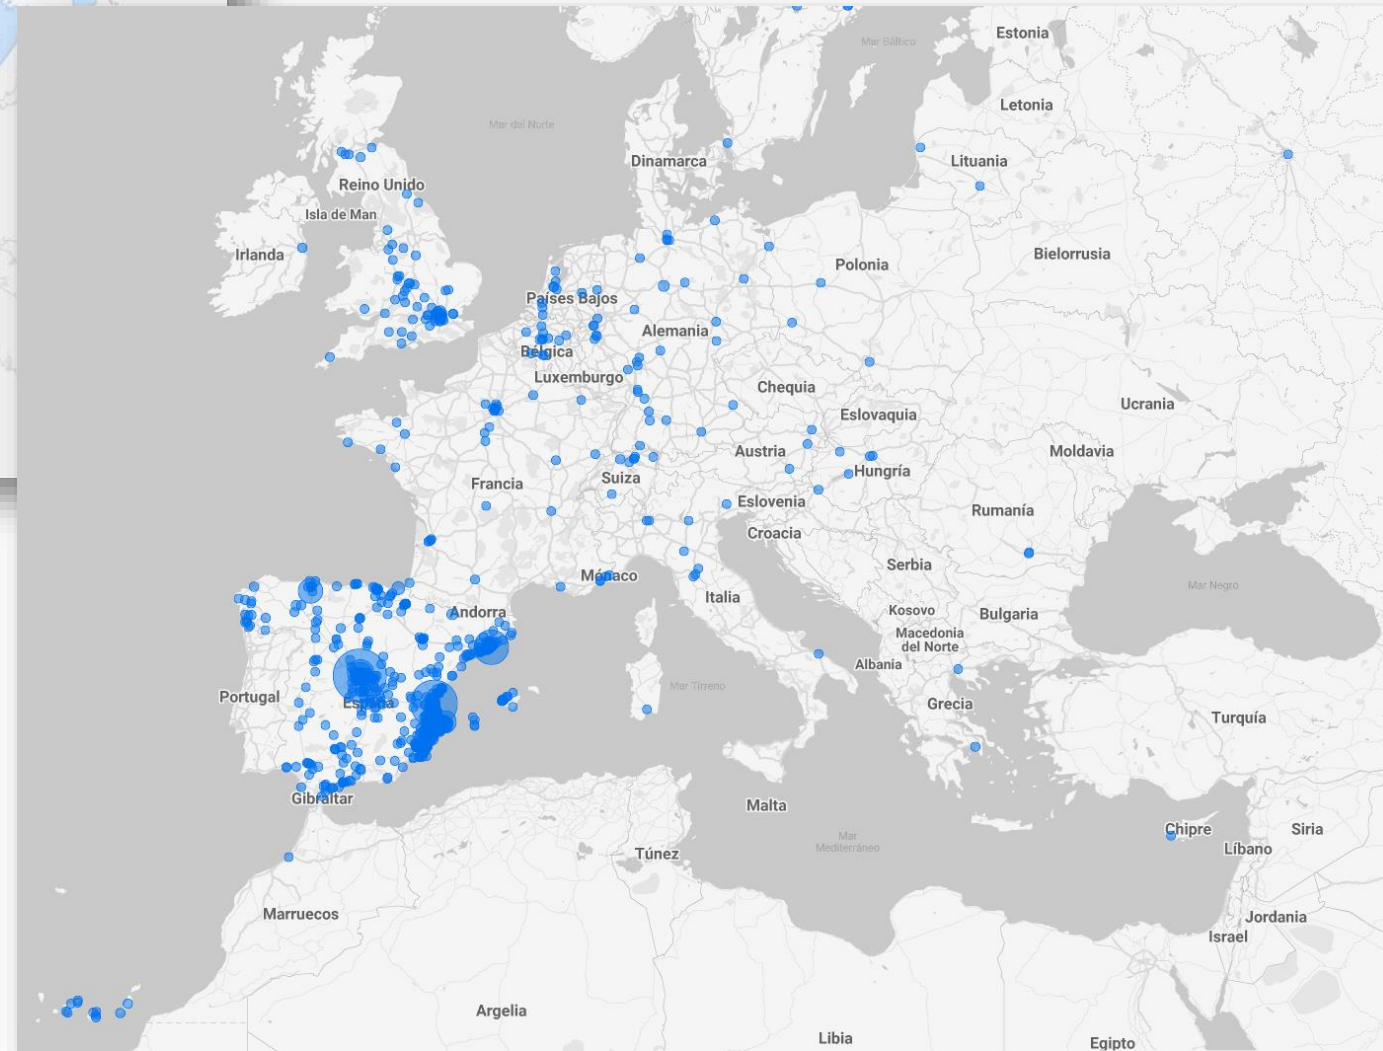 Estonia
Mar Báltico
Letonia
Mar del Norte
Dinamarca
Lituania
Reino Unido
Isla de Man
Irlanda
Bielorrusia
Polonia
Países Bajos
Alemania
Bélgica
Luxemburgo
Chequia
Ucrania
Eslovaquia
Austria
Moldavia
Hungría
Suiza
Francia
Eslovenia
Rumanía
Croacia
Serbia
Mónaco
Mar Negro
Italia
Andorra
Kosovo
Bulgaria
Macedonia
del Norte
Albania
Mar Tirreno
Portugal
España
Grecia
Turquía
Gibraltar
Malta
Chipre
Siria
Mar
Mediterráneo
Líbano
Túnez
Marruecos
Jordania
Israel
Argelia
Libia
Egipto